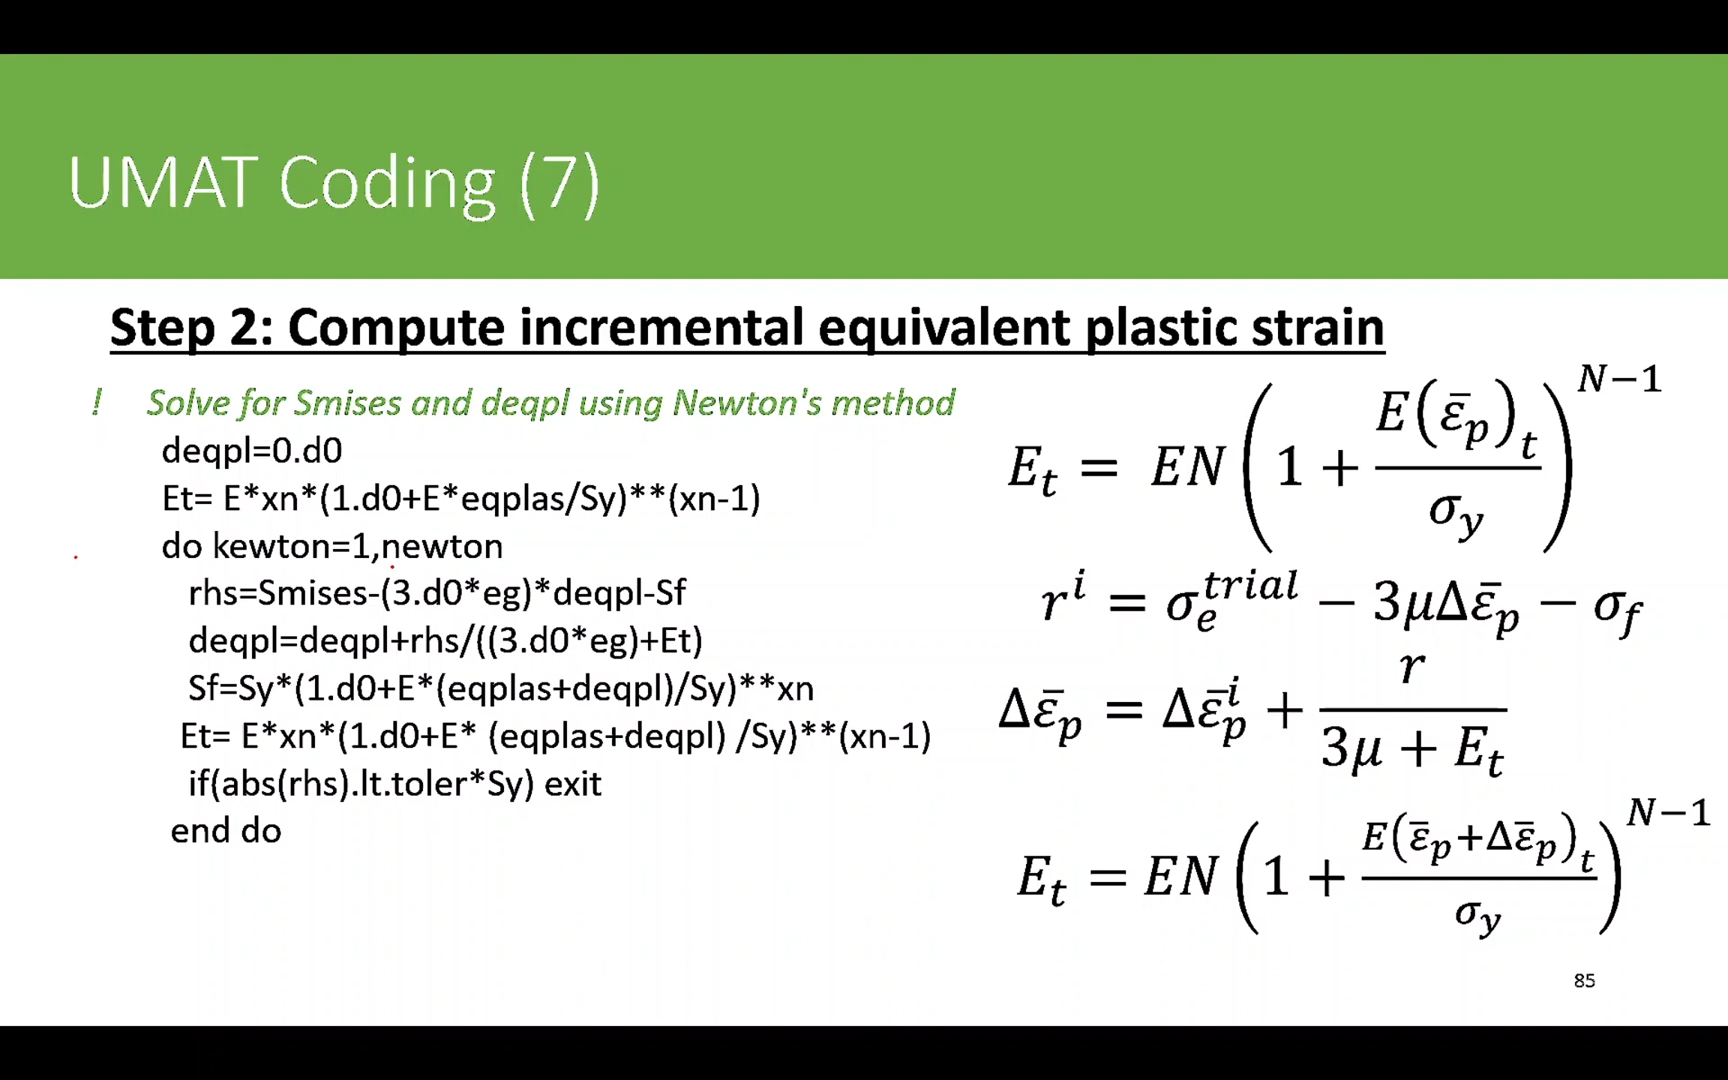 UMAT Coding (7)
Step 2: Compute incremental equivalent plastic strain
! Solve for Smises and deqpl using Newton's method
deqpl=0.d0
Et= E*xn*(1.d0+E*eqplas/Sy)**(xn-1)
do kewton=1,newton
rhs=Smises-(3.d0*eg)*deqpl-Sf
deqpl=deqpl+rhs/((3.d0*eg)+Et)
Sf=Sy*(1.d0+E*(eqplas+deqpl)/Sy)**xn
Et= E*xn*(1.d0+E* (eqplas+deqpl) /Sy)**(xn-1)
if(abs(rhs).lt.toler*Sy) exit
end do
E_t = EN(1 + E(ε̄_p)_t / σ_y)^{N−1}
r^i = σ_e^{trial} − 3μΔε̄_p − σ_f
Δε̄_p = Δε̄_p^i + r / (3μ + E_t)
E_t = EN(1 + E(ε̄_p+Δε̄_p)_t / σ_y)^{N−1}
85